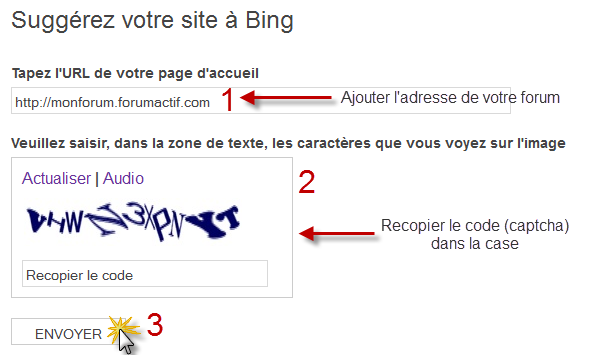 Suggérez votre site à Bing
Tapez l'URL de votre page d'accueil
http://monforum.forumactif.com
1
Ajouter l'adresse de votre forum
Veuillez saisir, dans la zone de texte, les caractères que vous voyez sur l'image
Actualiser | Audio
2
Recopier le code (captcha)
dans la case
Recopier le code
ENVOYER
3